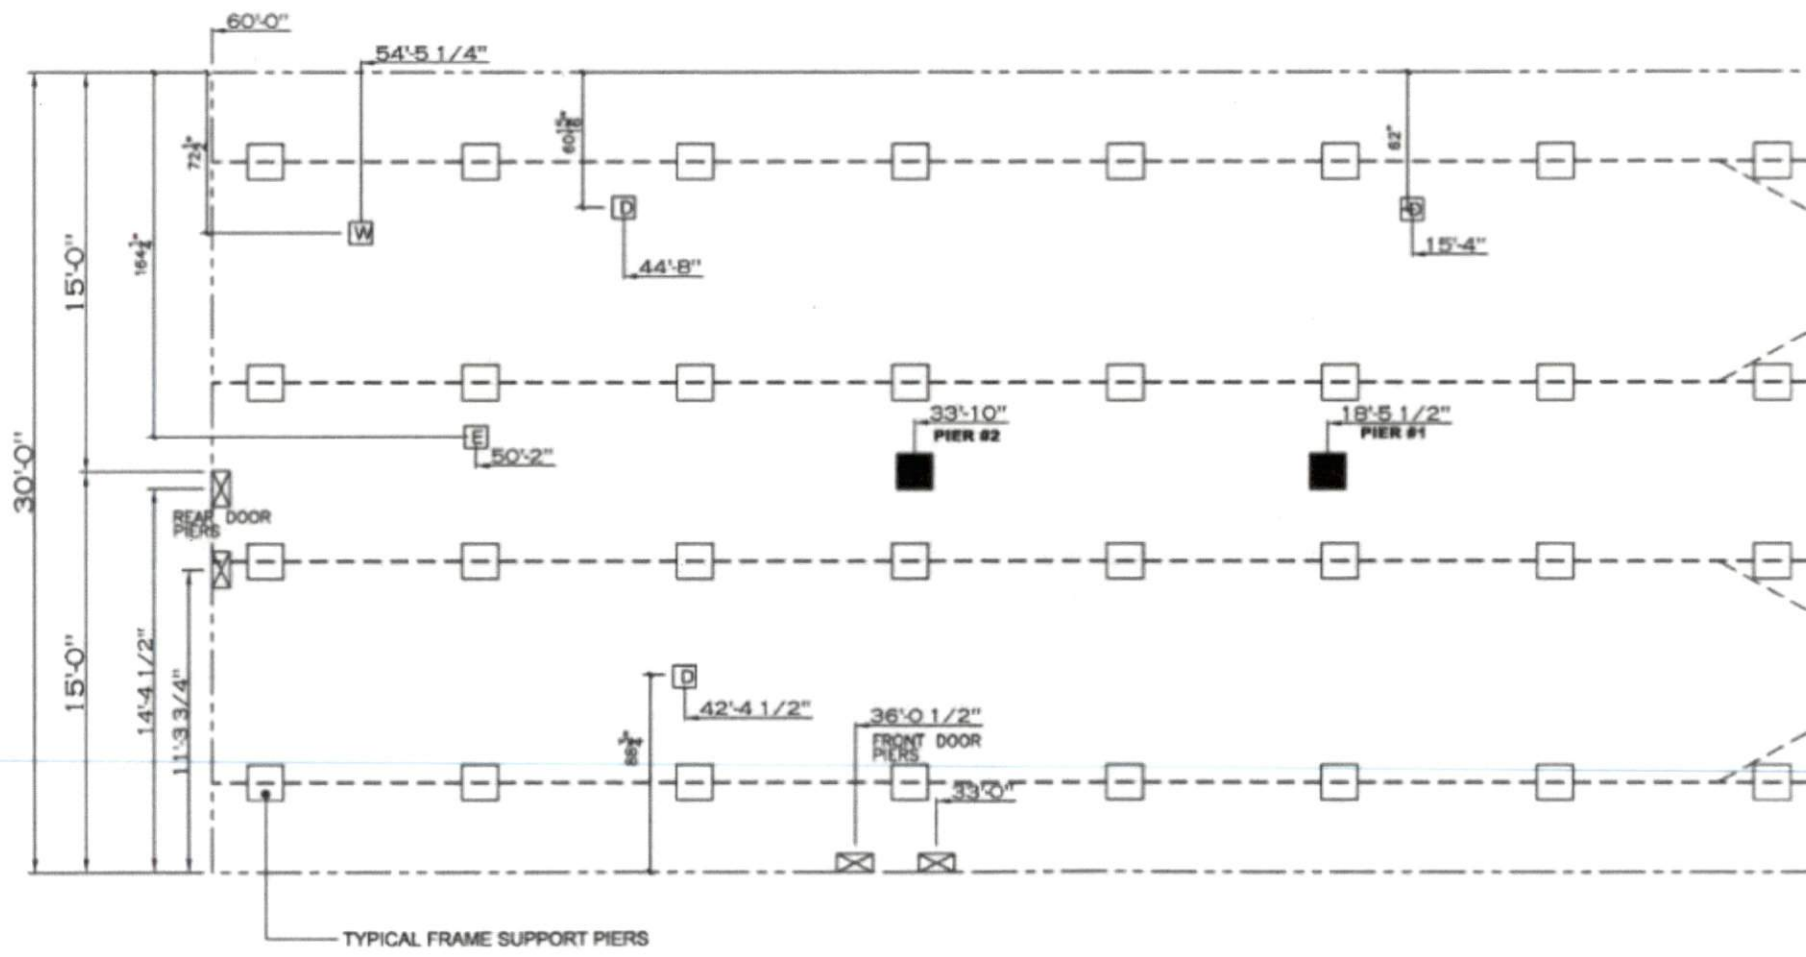 60'-0"
54'-5 1/4"
72 1/2"
60 15/16"
62"
W
D
D
15'-0"
164 1/2"
15'-4"
44'-8"
33'-10"
PIER #2
18'-5 1/2"
PIER #1
30'-0"
E
50'-2"
REAR DOOR
PIERS
15'-0"
14'-4 1/2"
11'-3 3/4"
D
42'-4 1/2"
36'-0 1/2"
FRONT DOOR
PIERS
33'-0"
TYPICAL FRAME SUPPORT PIERS